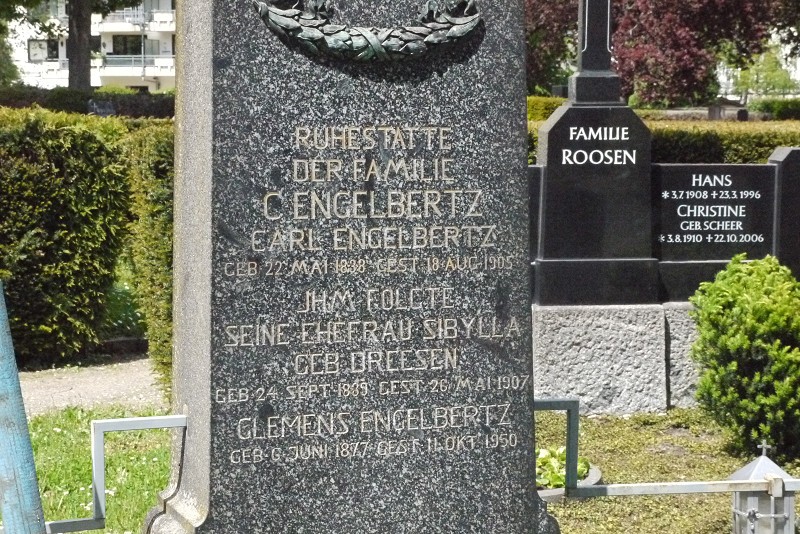 RUHESTÄTTE
DER FAMILIE
C ENGELBERTZ
CARL ENGELBERTZ
GEB 22 MAI 1838 GEST 18 AUG 1905
JHM FOLGTE
SEINE EHEFRAU SIBYLLA
GEB DREESEN
GEB 24 SEPT 1839 GEST 26 MAI 1907
CLEMENS ENGELBERTZ
GEB 6 JUNI 1877 GEST 11 OKT 1950
FAMILIE
ROOSEN
HANS
*3.7.1908 +23.3.1996
CHRISTINE
GEB.SCHEER
*3.8.1910 +22.10.2006